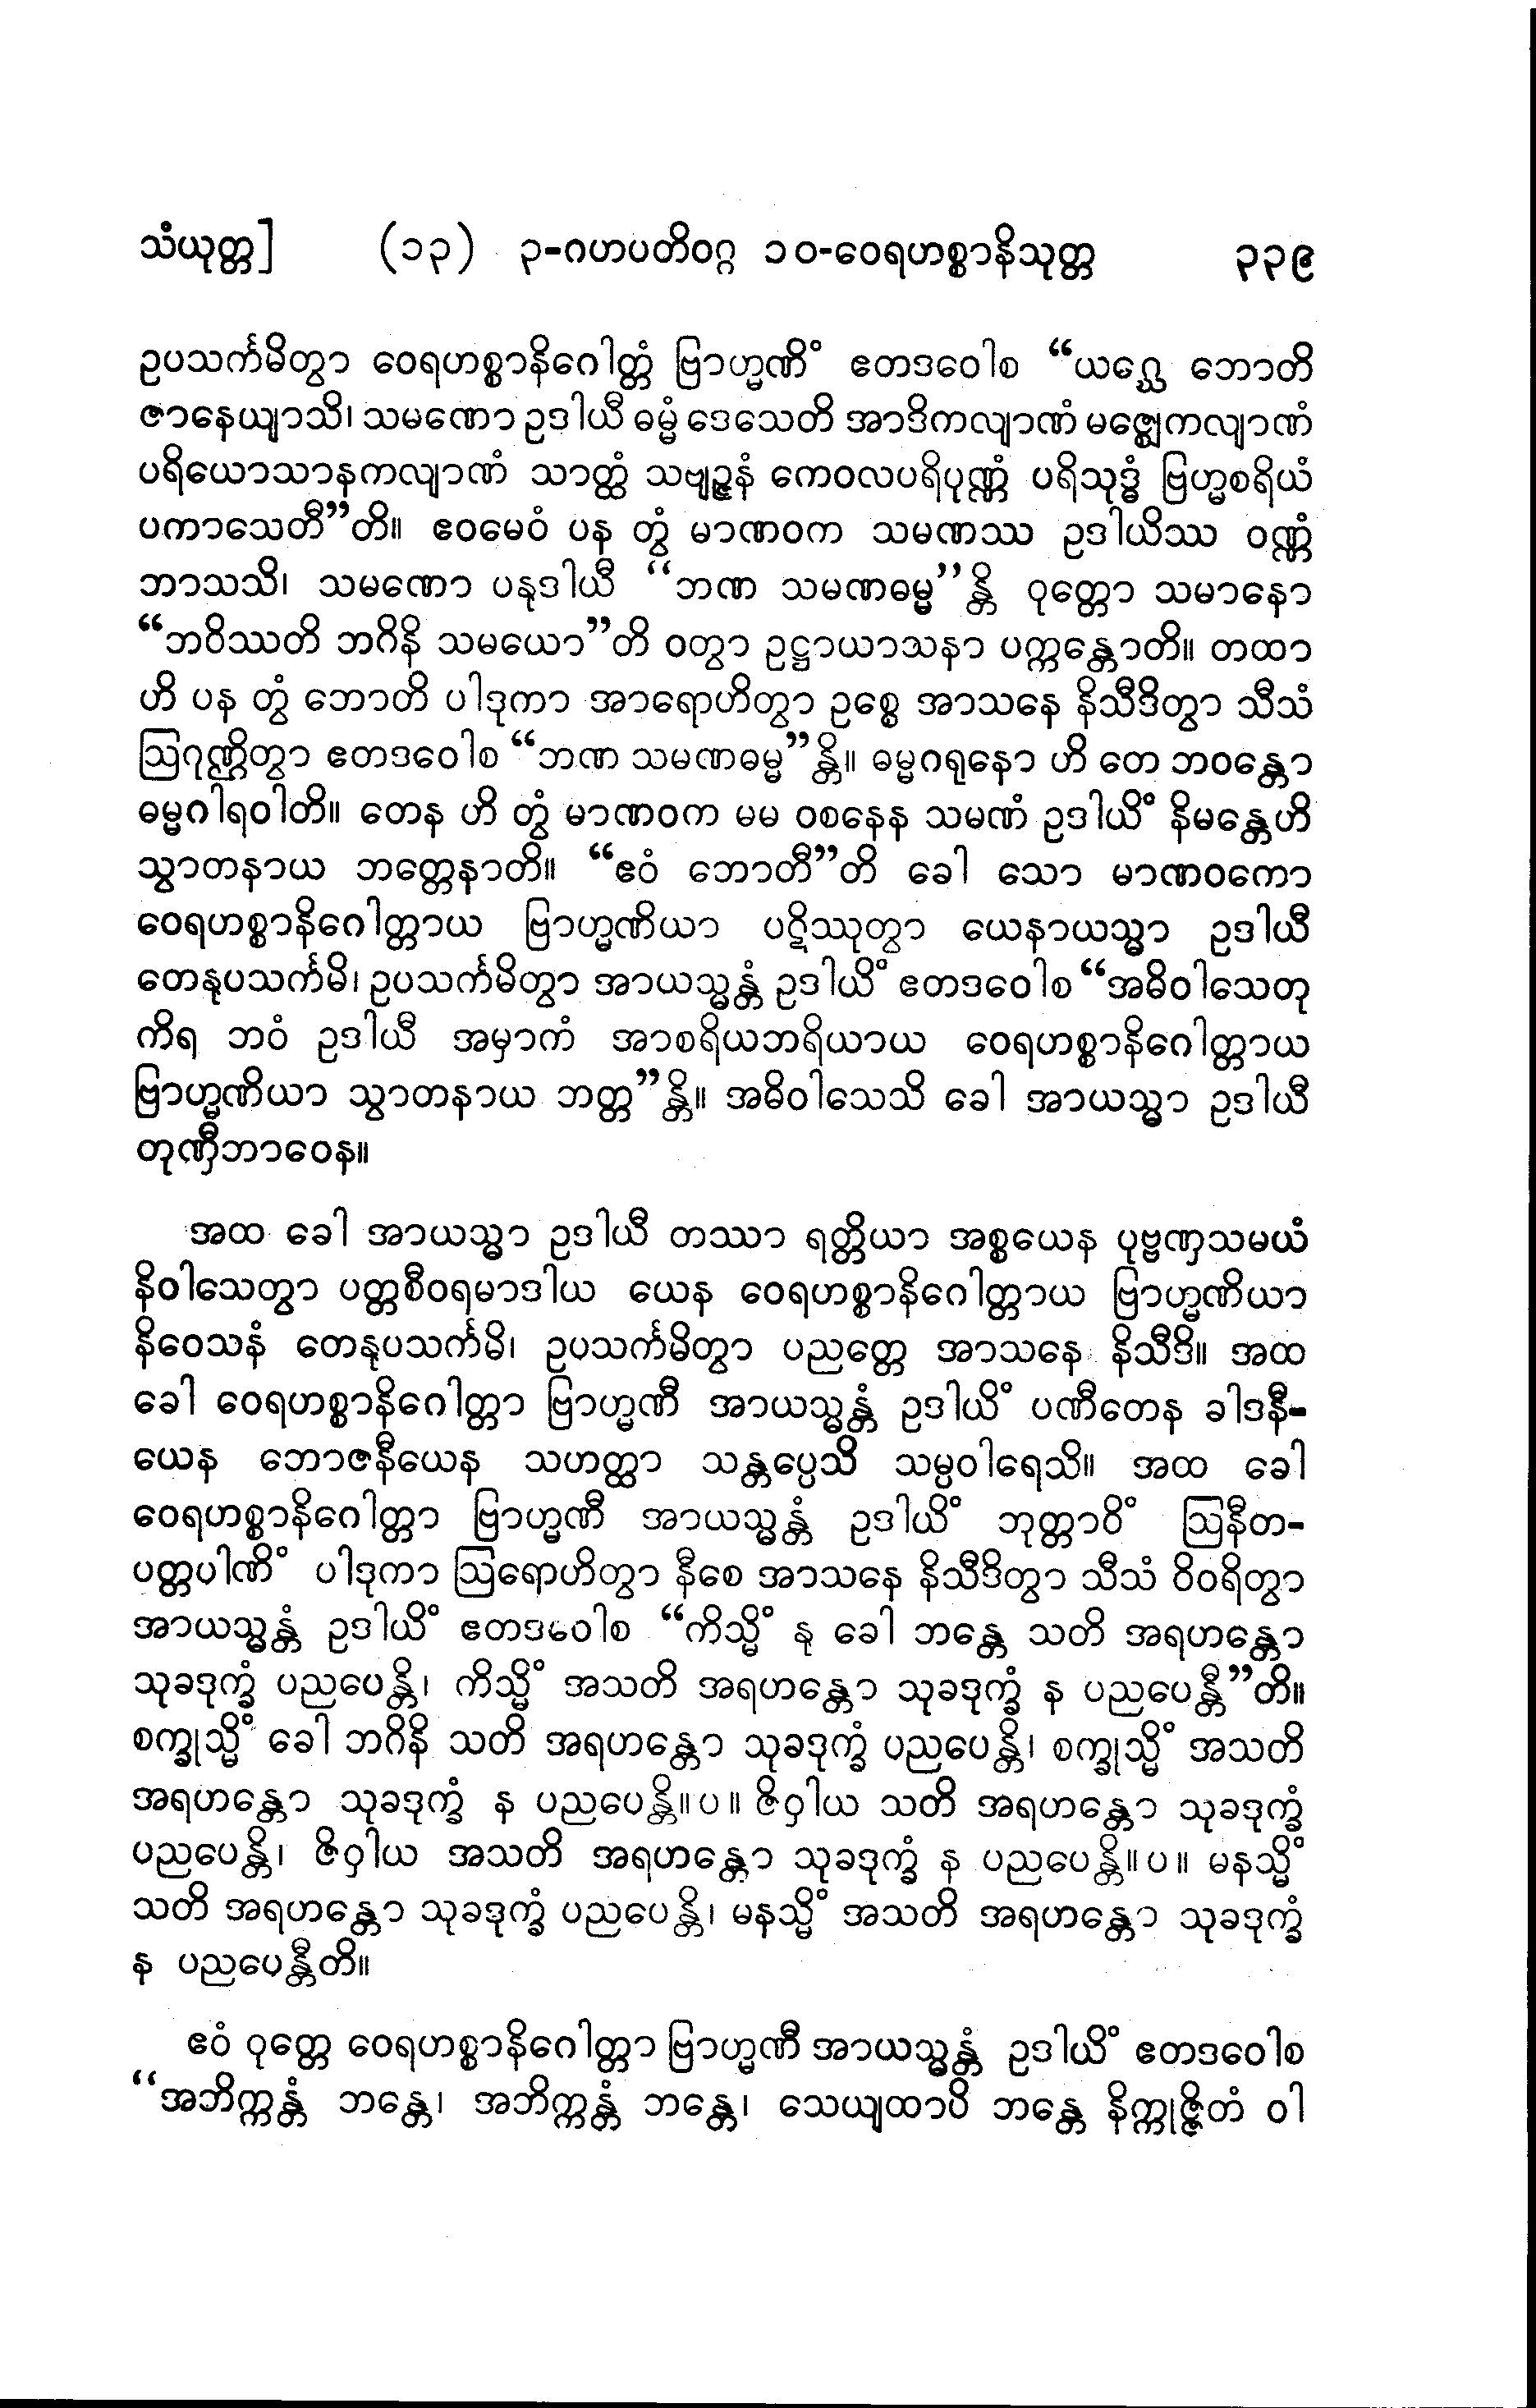 သံယုတ္တ] (၁၃) ၃-ဂဟပတိဝဂ္ဂ ၁၀-ဝေရဟစ္စာနိသုတ္တ ၃၃၉
ဥပသင်္ကမိတွာ ဝေရဟစ္စာနိဂေါတ္တံ ဗြာဟ္မဏိံ ဧတဒဝေါစ “ယဂ္ဃေ ဘောတိ
ဇာနေယျာသိ၊ သမဏော ဥဒါယီ ဓမ္မံ ဒေသေတိ အာဒိကလျာဏံ မဇ္ဈေကလျာဏံ
ပရိယောသာနကလျာဏံ သာတ္ထံ သဗျဉ္ဇနံ ကေဝလပရိပုဏ္ဏံ ပရိသုဒ္ဓံ ဗြဟ္မစရိယံ
ပကာသေတီ”တိ။ ဧဝမေဝံ ပန တွံ မာဏဝက သမဏဿ ဥဒါယိဿ ဝဏ္ဏံ
ဘာသသိ၊ သမဏော ပနုဒါယီ “ဘဏ သမဏဓမ္မ”န္တိ ဝုတ္တော သမာနော
“ဘဝိဿတိ ဘဂိနိ သမယော”တိ ဝတွာ ဥဋ္ဌာယာသနာ ပက္ကန္တောတိ။ တထာ
ဟိ ပန တွံ ဘောတိ ပါဒုကာ အာရောဟိတွာ ဥစ္စေ အာသနေ နိသီဒိတွာ သီသံ
ဩဂုဏ္ဌိတွာ ဧတဒဝေါစ “ဘဏ သမဏဓမ္မ”န္တိ။ ဓမ္မဂရုနော ဟိ တေ ဘဝန္တော
ဓမ္မဂါရဝါတိ။ တေန ဟိ တွံ မာဏဝက မမ ဝစနေန သမဏံ ဥဒါယိံ နိမန္တေဟိ
သွာတနာယ ဘတ္တေနာတိ။ “ဧဝံ ဘောတီ”တိ ခေါ သော မာဏဝကော
ဝေရဟစ္စာနိဂေါတ္တာယ ဗြာဟ္မဏိယာ ပဋိဿုတွာ ယေနာယသ္မာ ဥဒါယီ
တေနုပသင်္ကမိ၊ ဥပသင်္ကမိတွာ အာယသ္မန္တံ ဥဒါယိံ ဧတဒဝေါစ “အဓိဝါသေတု
ကိရ ဘဝံ ဥဒါယီ အမှာကံ အာစရိယဘရိယာယ ဝေရဟစ္စာနိဂေါတ္တာယ
ဗြာဟ္မဏိယာ သွာတနာယ ဘတ္တ”န္တိ။ အဓိဝါသေသိ ခေါ အာယသ္မာ ဥဒါယီ
တုဏှီဘာဝေန။
အထ ခေါ အာယသ္မာ ဥဒါယီ တဿာ ရတ္တိယာ အစ္စယေန ပုဗ္ဗဏှသမယံ
နိဝါသေတွာ ပတ္တစီဝရမာဒါယ ယေန ဝေရဟစ္စာနိဂေါတ္တာယ ဗြာဟ္မဏိယာ
နိဝေသနံ တေနုပသင်္ကမိ၊ ဥပသင်္ကမိတွာ ပညတ္တေ အာသနေ နိသီဒိ။ အထ
ခေါ ဝေရဟစ္စာနိဂေါတ္တာ ဗြာဟ္မဏီ အာယသ္မန္တံ ဥဒါယိံ ပဏီတေန ခါဒနီ-
ယေန ဘောဇနီယေန သဟတ္ထာ သန္တပ္ပေသိ သမ္ပဝါရေသိ။ အထ ခေါ
ဝေရဟစ္စာနိဂေါတ္တာ ဗြာဟ္မဏီ အာယသ္မန္တံ ဥဒါယိံ ဘုတ္တာဝိံ ဩနီတ-
ပတ္တပါဏိံ ပါဒုကာ ဩရောဟိတွာ နီစေ အာသနေ နိသီဒိတွာ သီသံ ဝိဝရိတွာ
အာယသ္မန္တံ ဥဒါယိံ ဧတဒဝေါစ “ကိသ္မိံ နု ခေါ ဘန္တေ သတိ အရဟန္တော
သုခဒုက္ခံ ပညပေန္တိ၊ ကိသ္မိံ အသတိ အရဟန္တော သုခဒုက္ခံ န ပညပေန္တီ”တိ။
စက္ခုသ္မိံ ခေါ ဘဂိနိ သတိ အရဟန္တော သုခဒုက္ခံ ပညပေန္တိ၊ စက္ခုသ္မိံ အသတိ
အရဟန္တော သုခဒုက္ခံ န ပညပေန္တိ။ပ။ ဇိဝှါယ သတိ အရဟန္တော သုခဒုက္ခံ
ပညပေန္တိ၊ ဇိဝှါယ အသတိ အရဟန္တော သုခဒုက္ခံ န ပညပေန္တိ။ပ။ မနသ္မိံ
သတိ အရဟန္တော သုခဒုက္ခံ ပညပေန္တိ၊ မနသ္မိံ အသတိ အရဟန္တော သုခဒုက္ခံ
န ပညပေန္တီတိ။
ဧဝံ ဝုတ္တေ ဝေရဟစ္စာနိဂေါတ္တာ ဗြာဟ္မဏီ အာယသ္မန္တံ ဥဒါယိံ ဧတဒဝေါစ
“အဘိက္ကန္တံ ဘန္တေ၊ အဘိက္ကန္တံ ဘန္တေ၊ သေယျထာပိ ဘန္တေ နိက္ကုဇ္ဇိတံ ဝါ